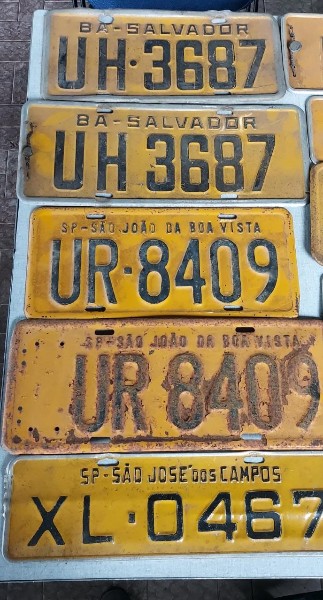 BA-SALVADOR
UH·3687
BA-SALVADOR
UH 3687
SP-SÃO JOÃO DA BOA VISTA
UR·8409
SP-SÃO JOÃO DA BOA VISTA
UR 8409
SP-SÃO JOSÉ DOS CAMPOS
XL·0467